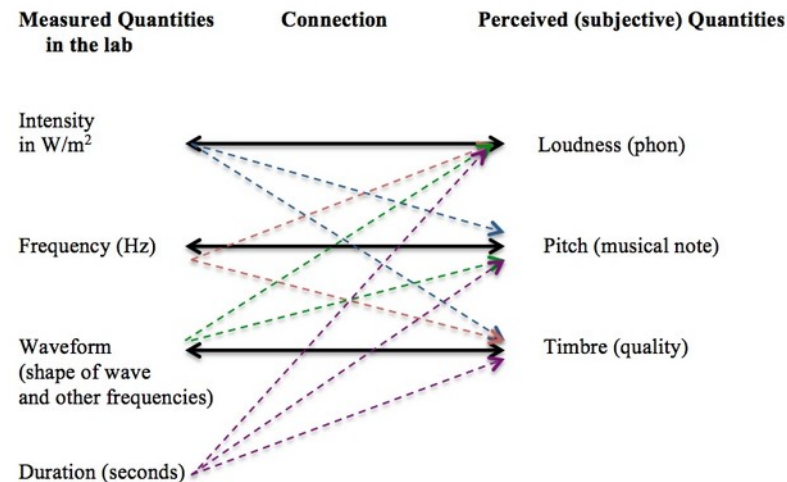 Measured Quantities
in the lab
Connection
Perceived (subjective) Quantities
Intensity
in W/m²
Loudness (phon)
Frequency (Hz)
Pitch (musical note)
Waveform
(shape of wave
and other frequencies)
Timbre (quality)
Duration (seconds)